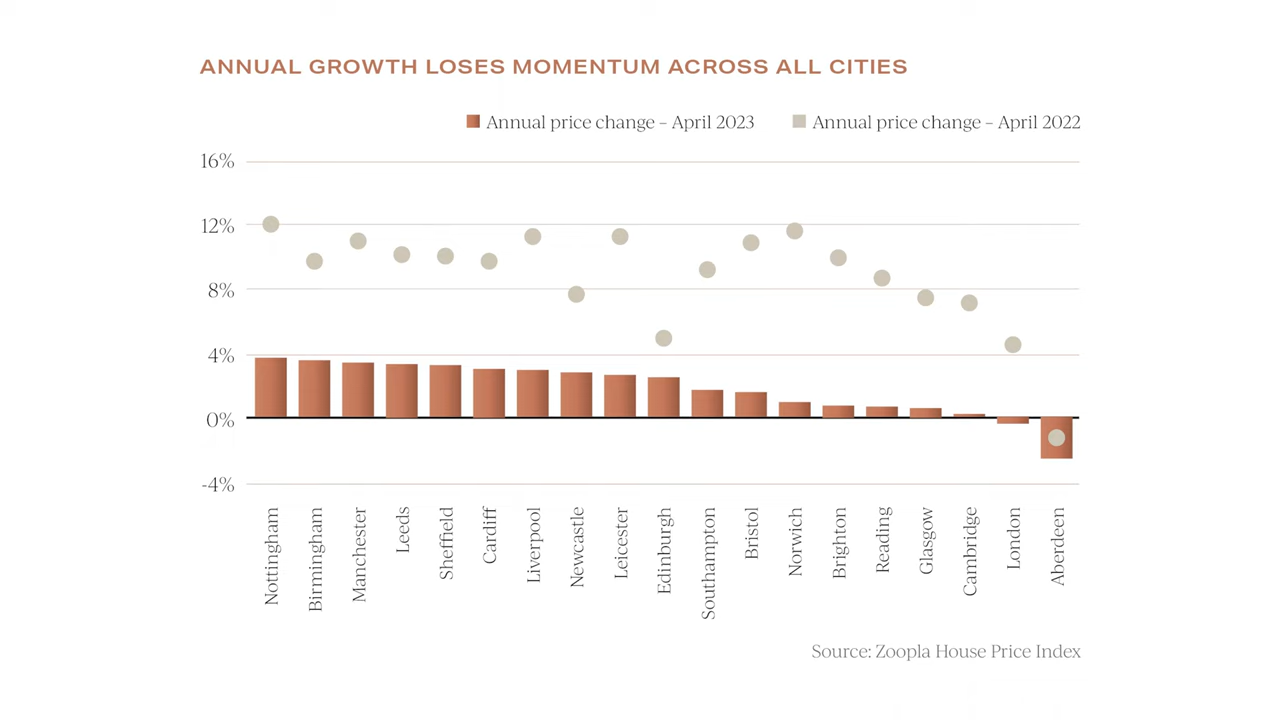 ANNUAL GROWTH LOSES MOMENTUM ACROSS ALL CITIES
Annual price change – April 2023
Annual price change – April 2022
16%
12%
8%
4%
0%
-4%
Nottingham
Birmingham
Manchester
Leeds
Sheffield
Cardiff
Liverpool
Newcastle
Leicester
Edinburgh
Southampton
Bristol
Norwich
Brighton
Reading
Glasgow
Cambridge
London
Aberdeen
Source: Zoopla House Price Index